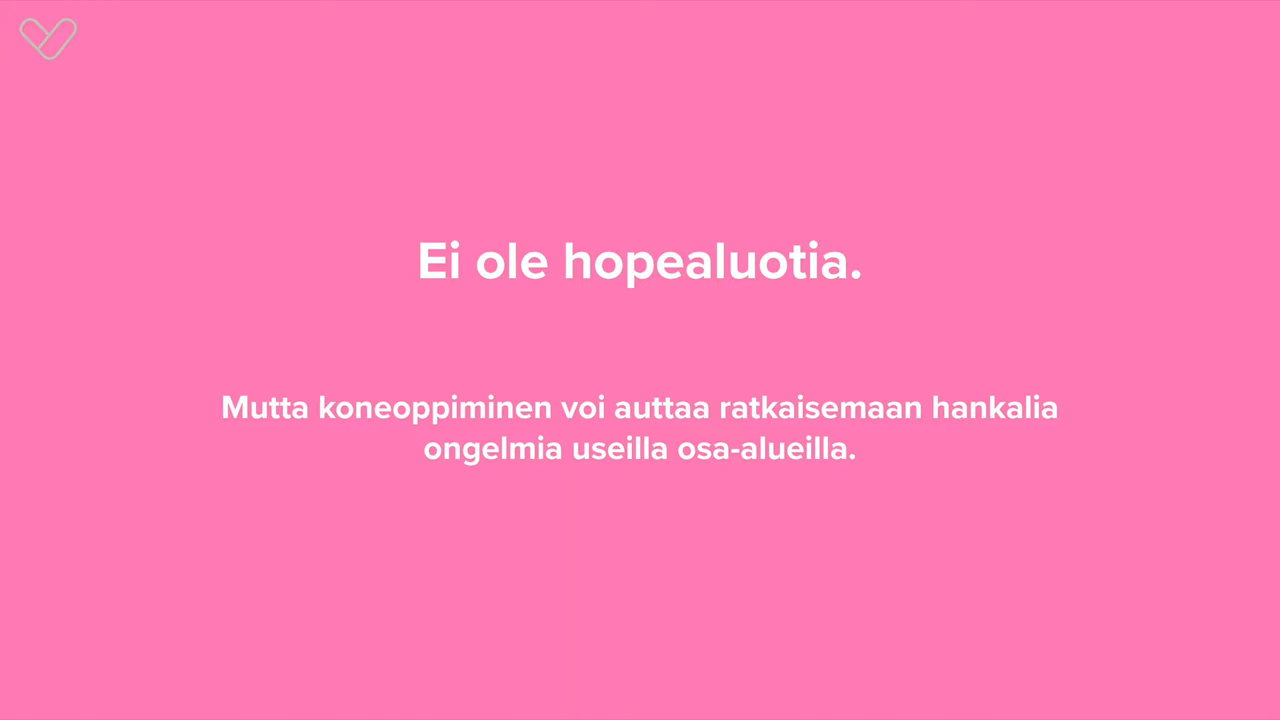 Ei ole hopealuotia.
Mutta koneoppiminen voi auttaa ratkaisemaan hankalia
ongelmia useilla osa-alueilla.